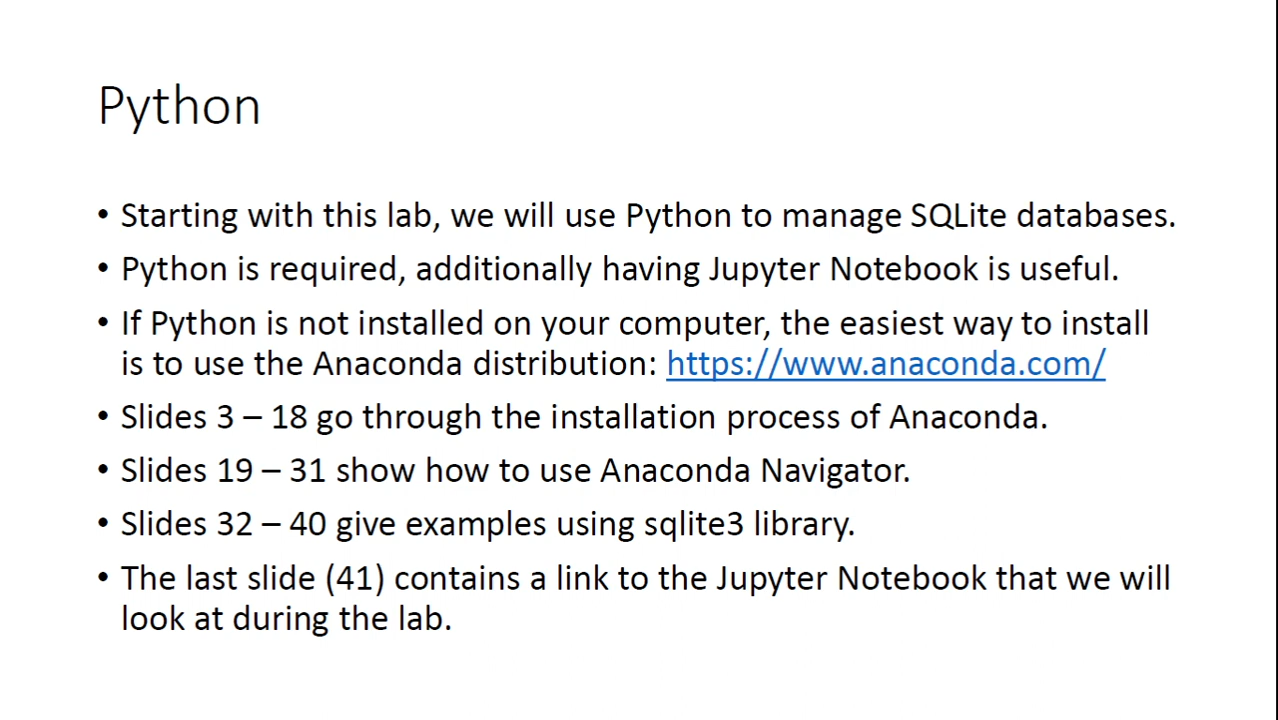 Python
• Starting with this lab, we will use Python to manage SQLite databases.
• Python is required, additionally having Jupyter Notebook is useful.
• If Python is not installed on your computer, the easiest way to install
is to use the Anaconda distribution: https://www.anaconda.com/
• Slides 3 – 18 go through the installation process of Anaconda.
• Slides 19 – 31 show how to use Anaconda Navigator.
• Slides 32 – 40 give examples using sqlite3 library.
• The last slide (41) contains a link to the Jupyter Notebook that we will
look at during the lab.